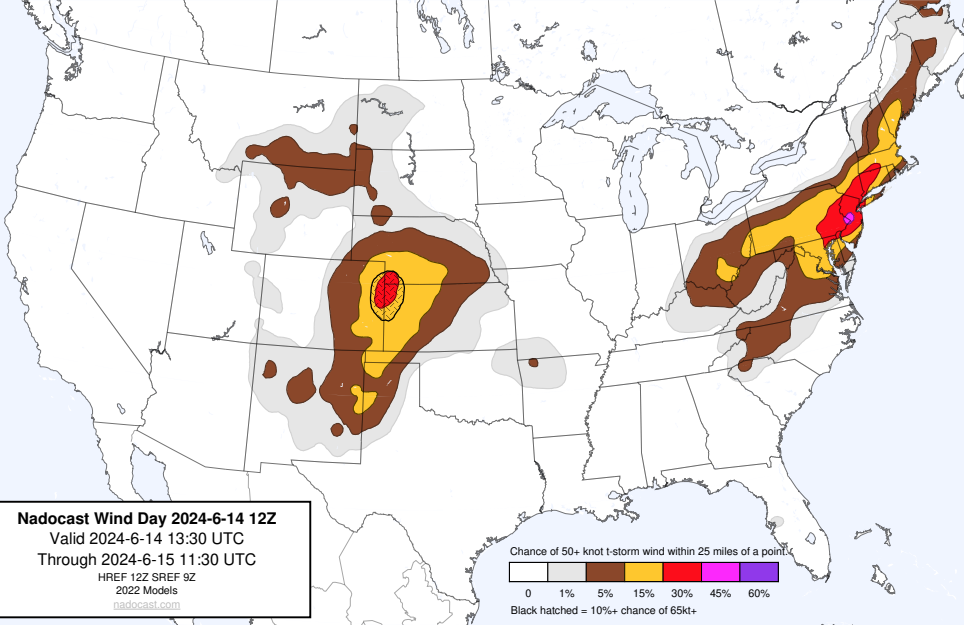 Nadocast Wind Day 2024-6-14 12Z
Valid 2024-6-14 13:30 UTC
Through 2024-6-15 11:30 UTC
HREF 12Z SREF 9Z
2022 Models
nadocast.com
Chance of 50+ knot t-storm wind within 25 miles of a point.
0 1% 5% 15% 30% 45% 60%
Black hatched = 10%+ chance of 65kt+